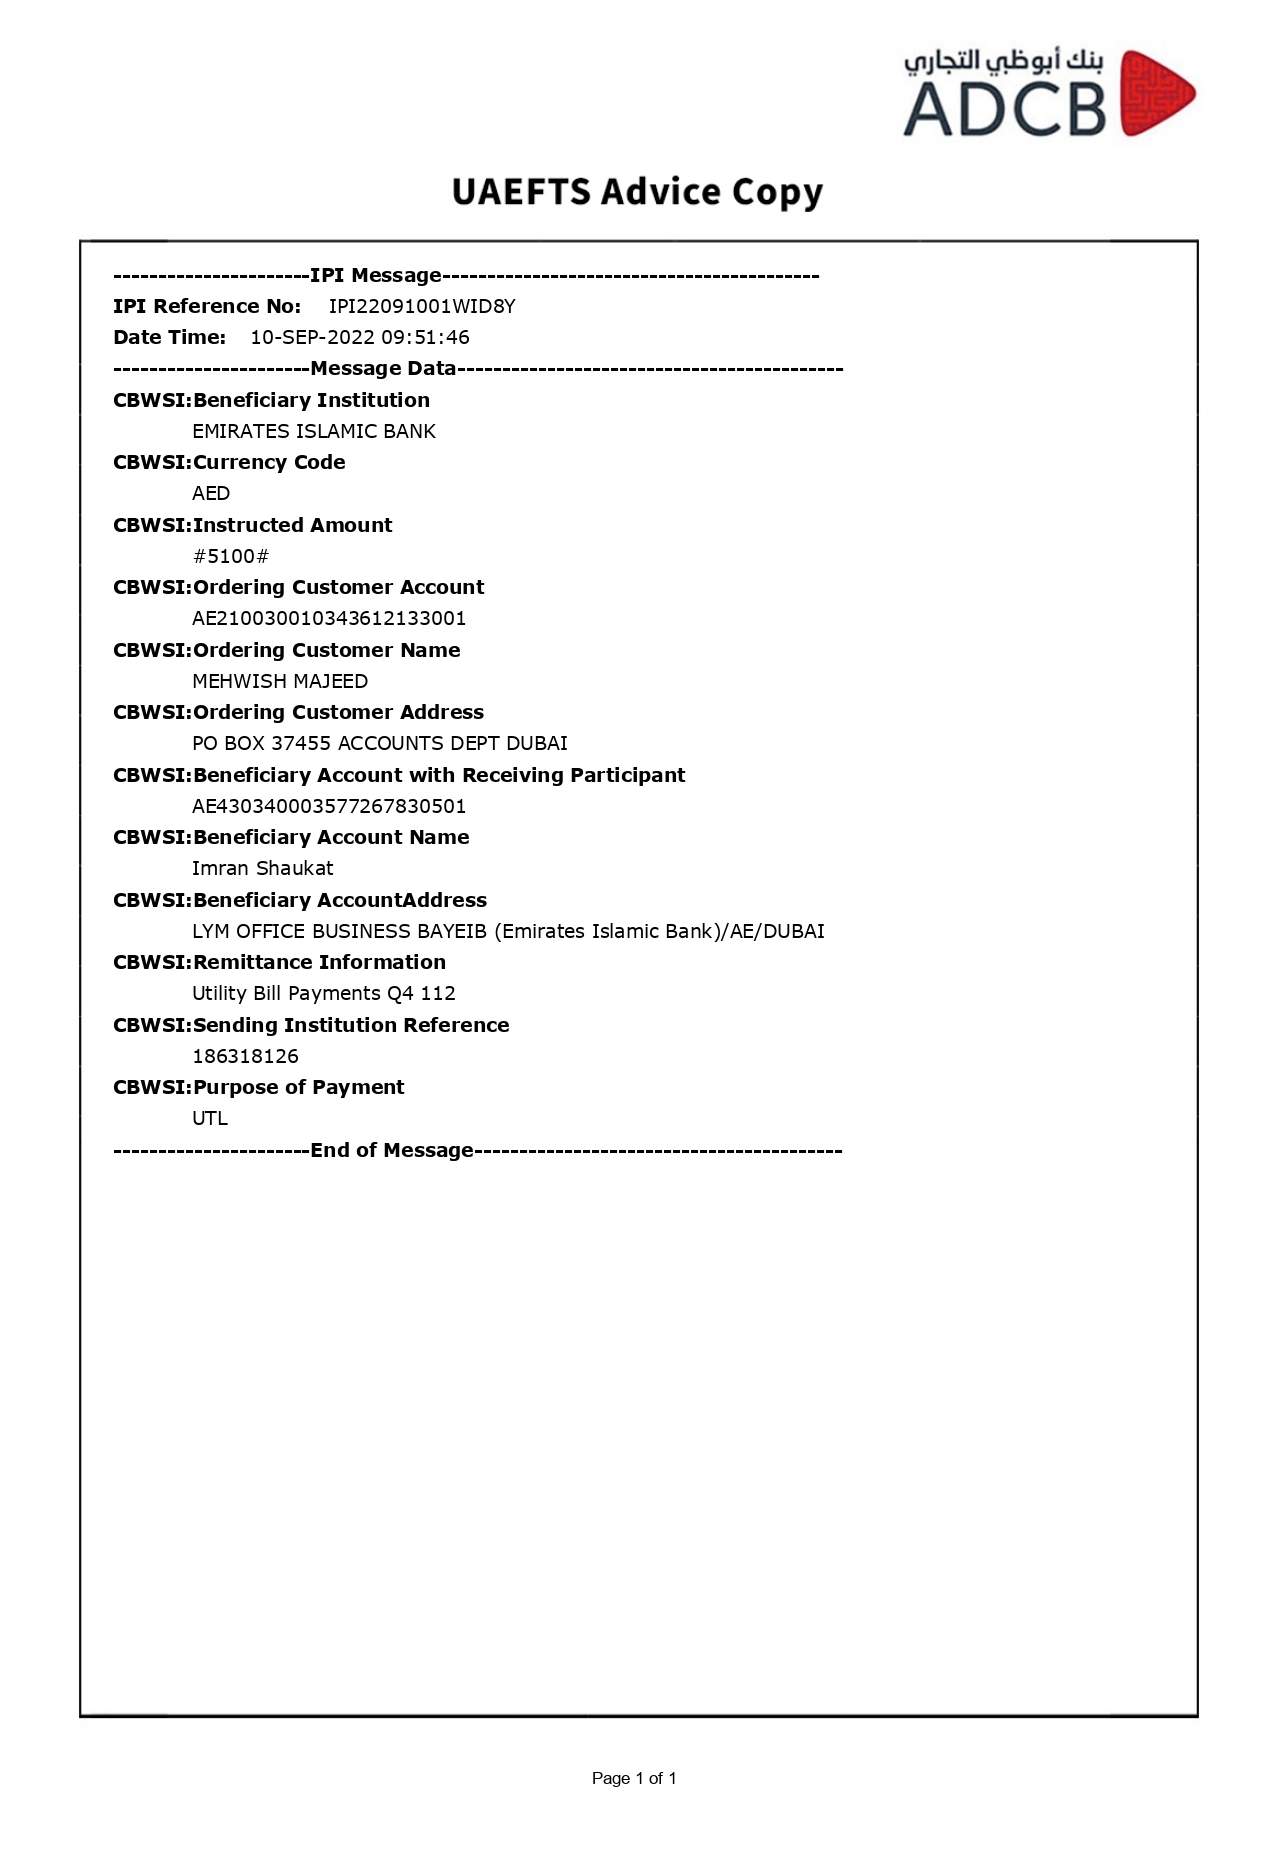 بنك أبوظبي التجاري
ADCB
UAEFTS Advice Copy
----------------------IPI Message------------------------------------------
IPI Reference No: IPI22091001WID8Y
Date Time: 10-SEP-2022 09:51:46
----------------------Message Data-------------------------------------------
CBWSI:Beneficiary Institution
EMIRATES ISLAMIC BANK
CBWSI:Currency Code
AED
CBWSI:Instructed Amount
#5100#
CBWSI:Ordering Customer Account
AE210030010343612133001
CBWSI:Ordering Customer Name
MEHWISH MAJEED
CBWSI:Ordering Customer Address
PO BOX 37455 ACCOUNTS DEPT DUBAI
CBWSI:Beneficiary Account with Receiving Participant
AE430340003577267830501
CBWSI:Beneficiary Account Name
Imran Shaukat
CBWSI:Beneficiary AccountAddress
LYM OFFICE BUSINESS BAYEIB (Emirates Islamic Bank)/AE/DUBAI
CBWSI:Remittance Information
Utility Bill Payments Q4 112
CBWSI:Sending Institution Reference
186318126
CBWSI:Purpose of Payment
UTL
----------------------End of Message-----------------------------------------
Page 1 of 1